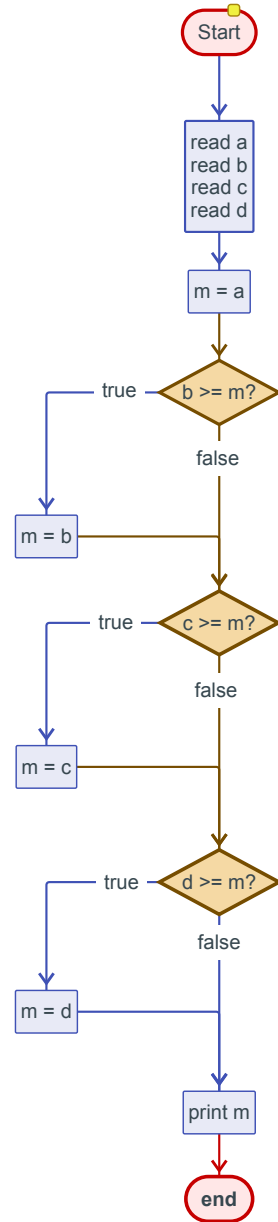 Start
read a
read b
read c
read d
m = a
b >= m?
true
false
m = b
c >= m?
true
false
m = c
d >= m?
true
false
m = d
print m
end